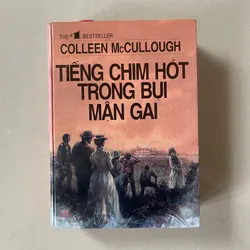 THE #1 BESTSELLER
COLLEEN McCULLOUGH
TIẾNG CHIM HÓT
TRONG BỤI
MẬN GAI